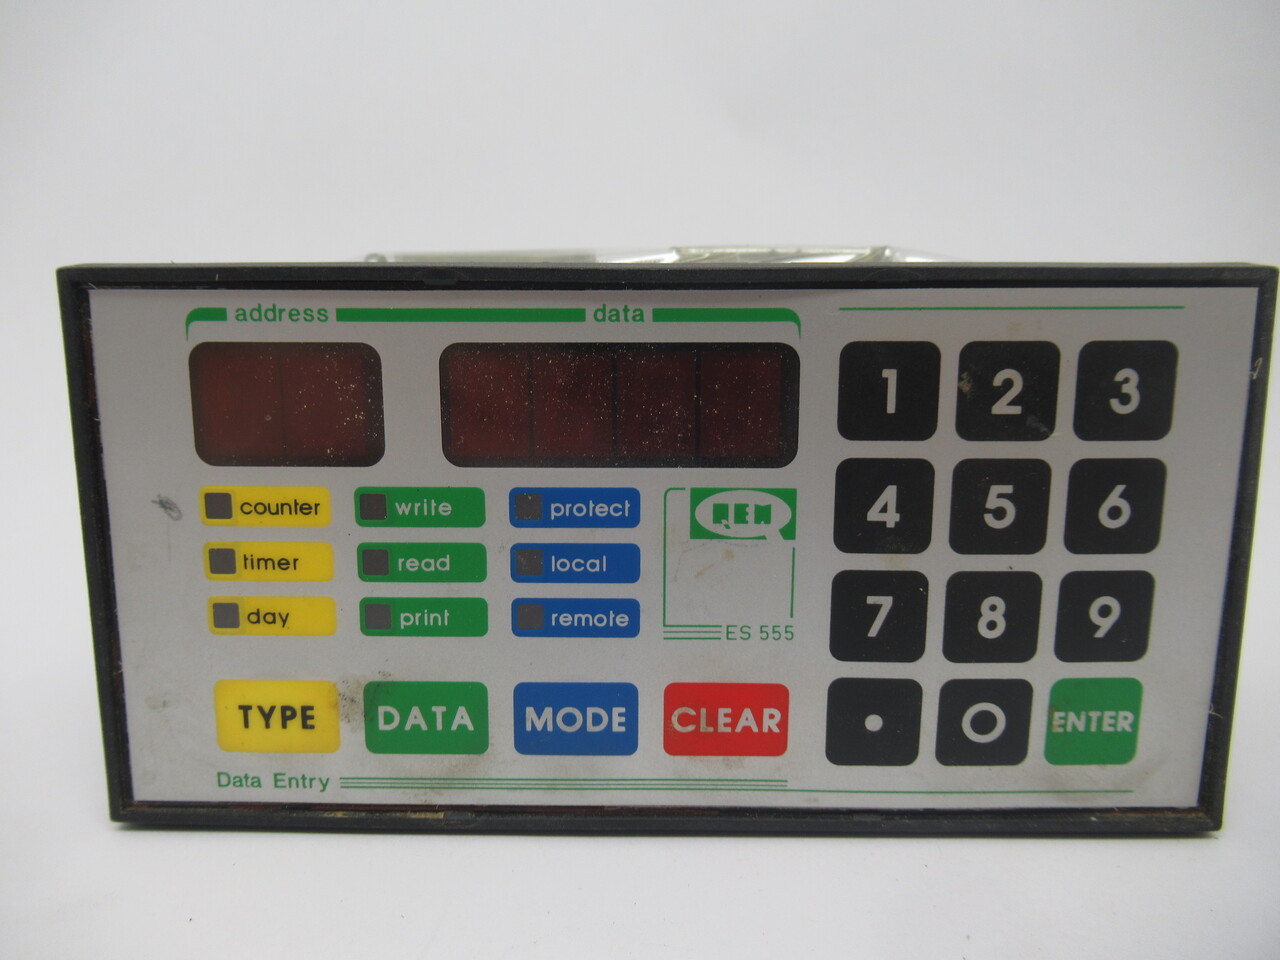 address data
1 2 3
counter write protect
QEM
4 5 6
timer read local
day print remote
ES 555
7 8 9
TYPE DATA MODE CLEAR
• 0 ENTER
Data Entry